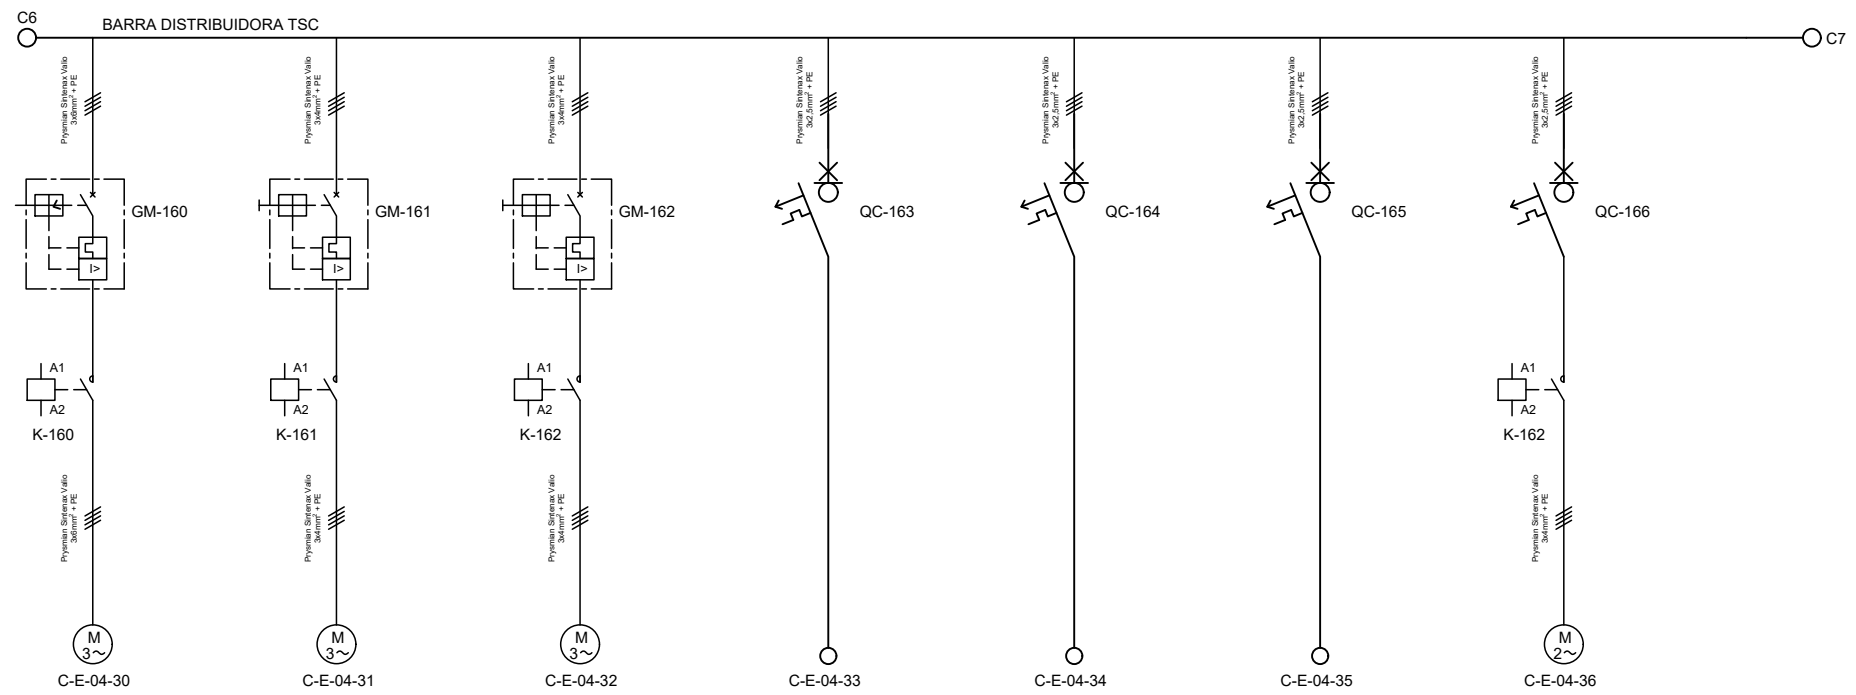 C6
BARRA DISTRIBUIDORA TSC
C7
Prysmian Sintenax Valio
3x6mm² + PE
Prysmian Sintenax Valio
3x4mm² + PE
Prysmian Sintenax Valio
3x4mm² + PE
Prysmian Sintenax Valio
3x2,5mm² + PE
Prysmian Sintenax Valio
3x2,5mm² + PE
Prysmian Sintenax Valio
3x2,5mm² + PE
Prysmian Sintenax Valio
3x2,5mm² + PE
GM-160
GM-161
GM-162
QC-163
QC-164
QC-165
QC-166
I>
I>
I>
A1
A1
A1
A1
A2
A2
A2
A2
K-160
K-161
K-162
K-162
Prysmian Sintenax Valio
3x6mm² + PE
Prysmian Sintenax Valio
3x4mm² + PE
Prysmian Sintenax Valio
3x4mm² + PE
Prysmian Sintenax Valio
3x4mm² + PE
M
3~
M
3~
M
3~
M
2~
C-E-04-30
C-E-04-31
C-E-04-32
C-E-04-33
C-E-04-34
C-E-04-35
C-E-04-36